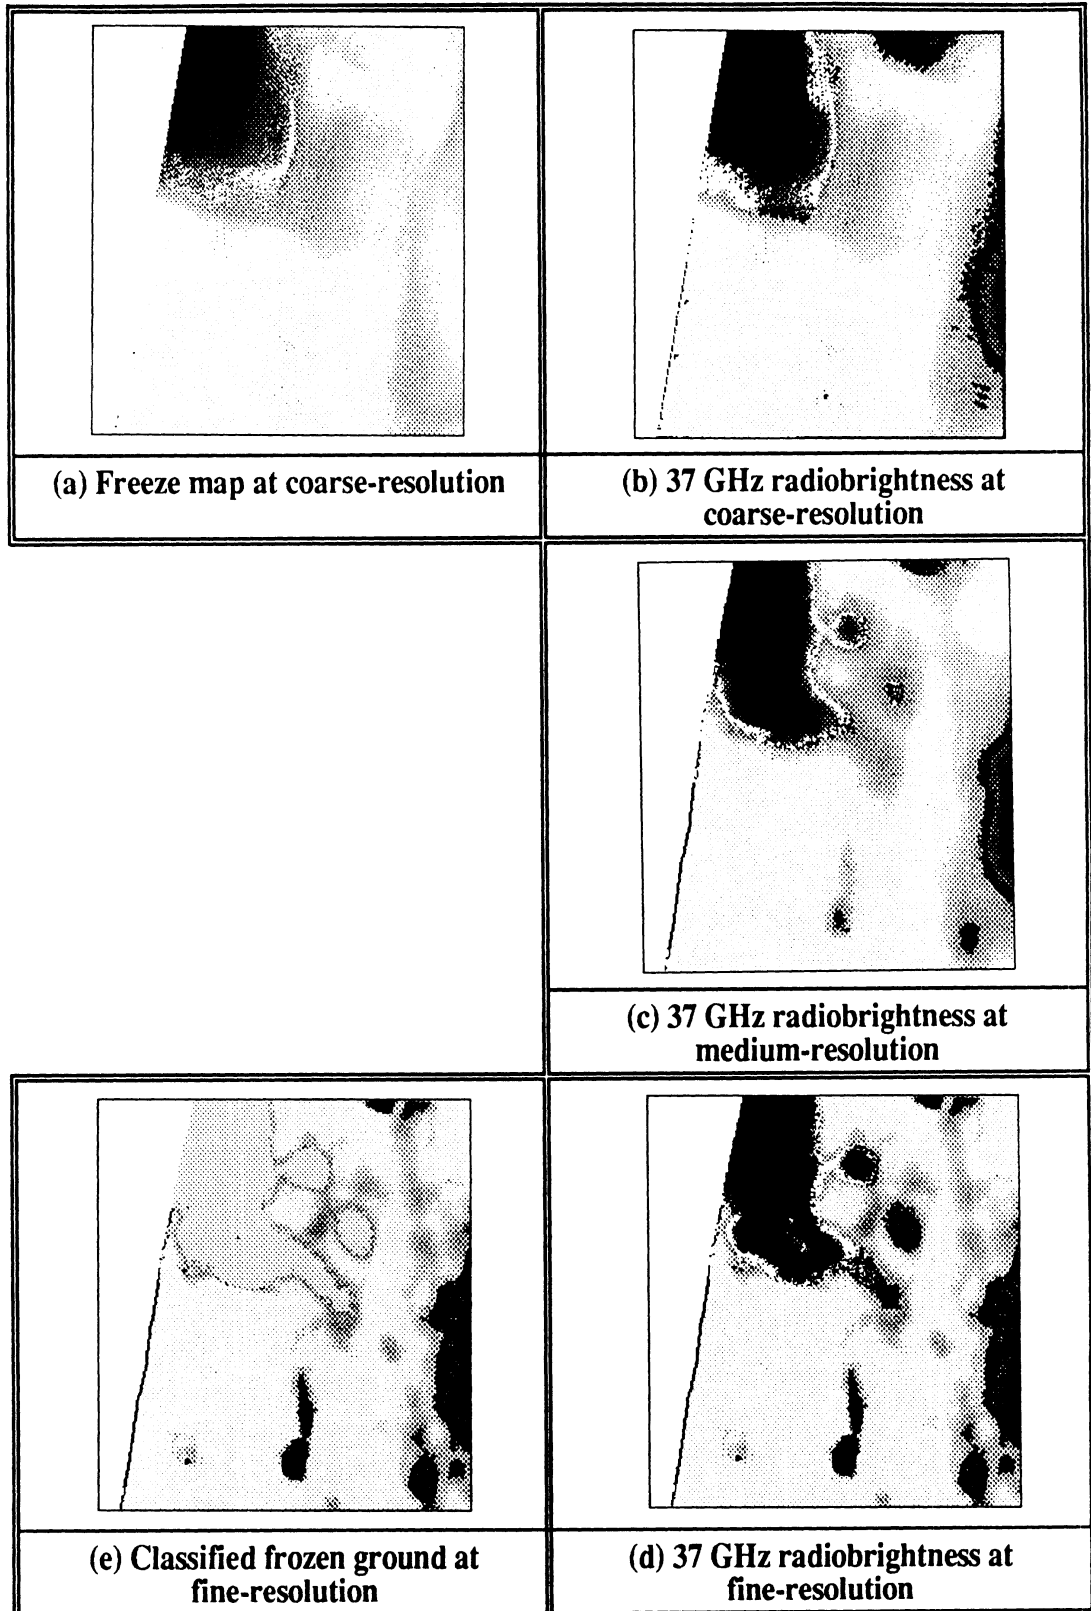 (a) Freeze map at coarse-resolution
(b) 37 GHz radiobrightness at
coarse-resolution
(c) 37 GHz radiobrightness at
medium-resolution
(e) Classified frozen ground at
fine-resolution
(d) 37 GHz radiobrightness at
fine-resolution